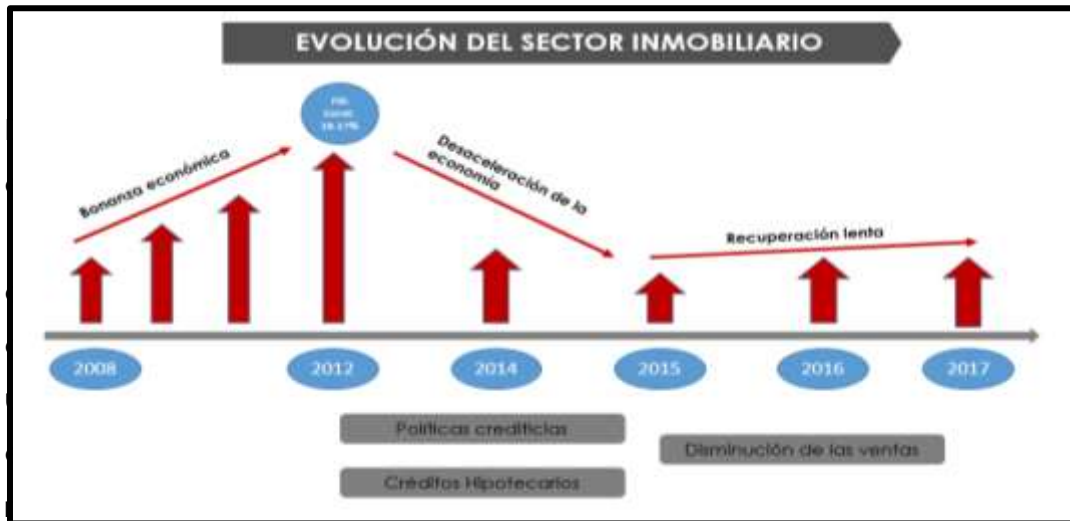 EVOLUCIÓN DEL SECTOR INMOBILIARIO
Bonanza económica
Desaceleración de la
economía
Recuperación lenta
2008
2012
2014
2015
2016
2017
Políticas crediticias
Disminución de las ventas
Créditos Hipotecarios